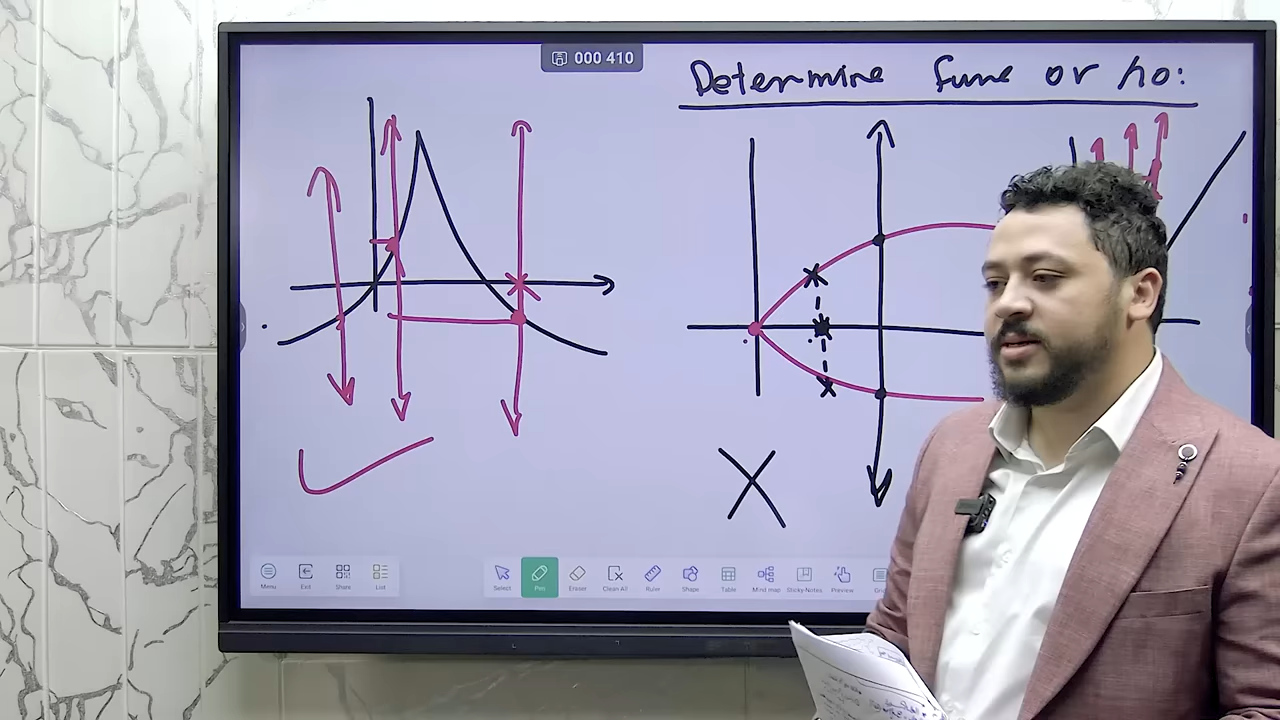 000 410
Determine func or no:
Menu
Exit
Share
List
Select
Pen
Eraser
Clean All
Ruler
Shape
Table
Mind map
Sticky Notes
Preview